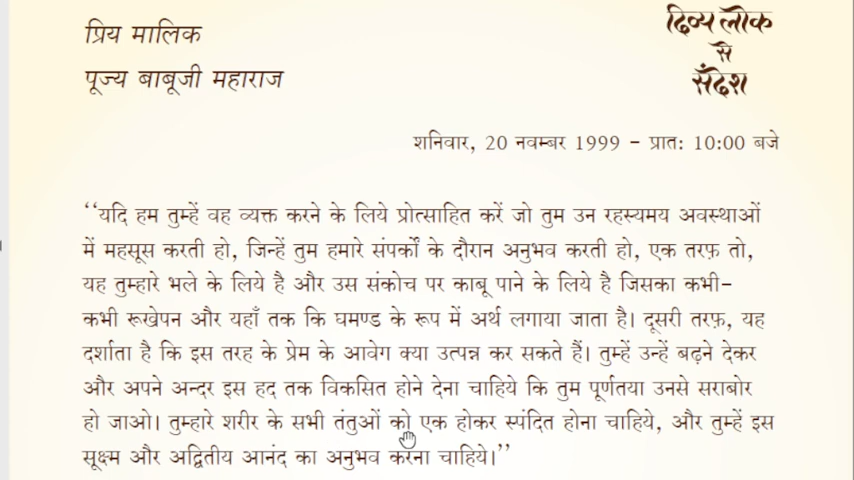 प्रिय मालिक
पूज्य बाबूजी महाराज
दिव्य लोक
से
संदेश
शनिवार, 20 नवम्बर 1999 - प्रात: 10:00 बजे
‘‘यदि हम तुम्हें वह व्यक्त करने के लिये प्रोत्साहित करें जो तुम उन रहस्यमय अवस्थाओं
में महसूस करती हो, जिन्हें तुम हमारे संपर्कों के दौरान अनुभव करती हो, एक तरफ़ तो,
यह तुम्हारे भले के लिये है और उस संकोच पर काबू पाने के लिये है जिसका कभी-
कभी रूखेपन और यहाँ तक कि घमण्ड के रूप में अर्थ लगाया जाता है। दूसरी तरफ़, यह
दर्शाता है कि इस तरह के प्रेम के आवेग क्या उत्पन्न कर सकते हैं। तुम्हें उन्हें बढ़ने देकर
और अपने अन्दर इस हद तक विकसित होने देना चाहिये कि तुम पूर्णतया उनसे सराबोर
हो जाओ। तुम्हारे शरीर के सभी तंतुओं को एक होकर स्पंदित होना चाहिये, और तुम्हें इस
सूक्ष्म और अद्वितीय आनंद का अनुभव करना चाहिये।’’